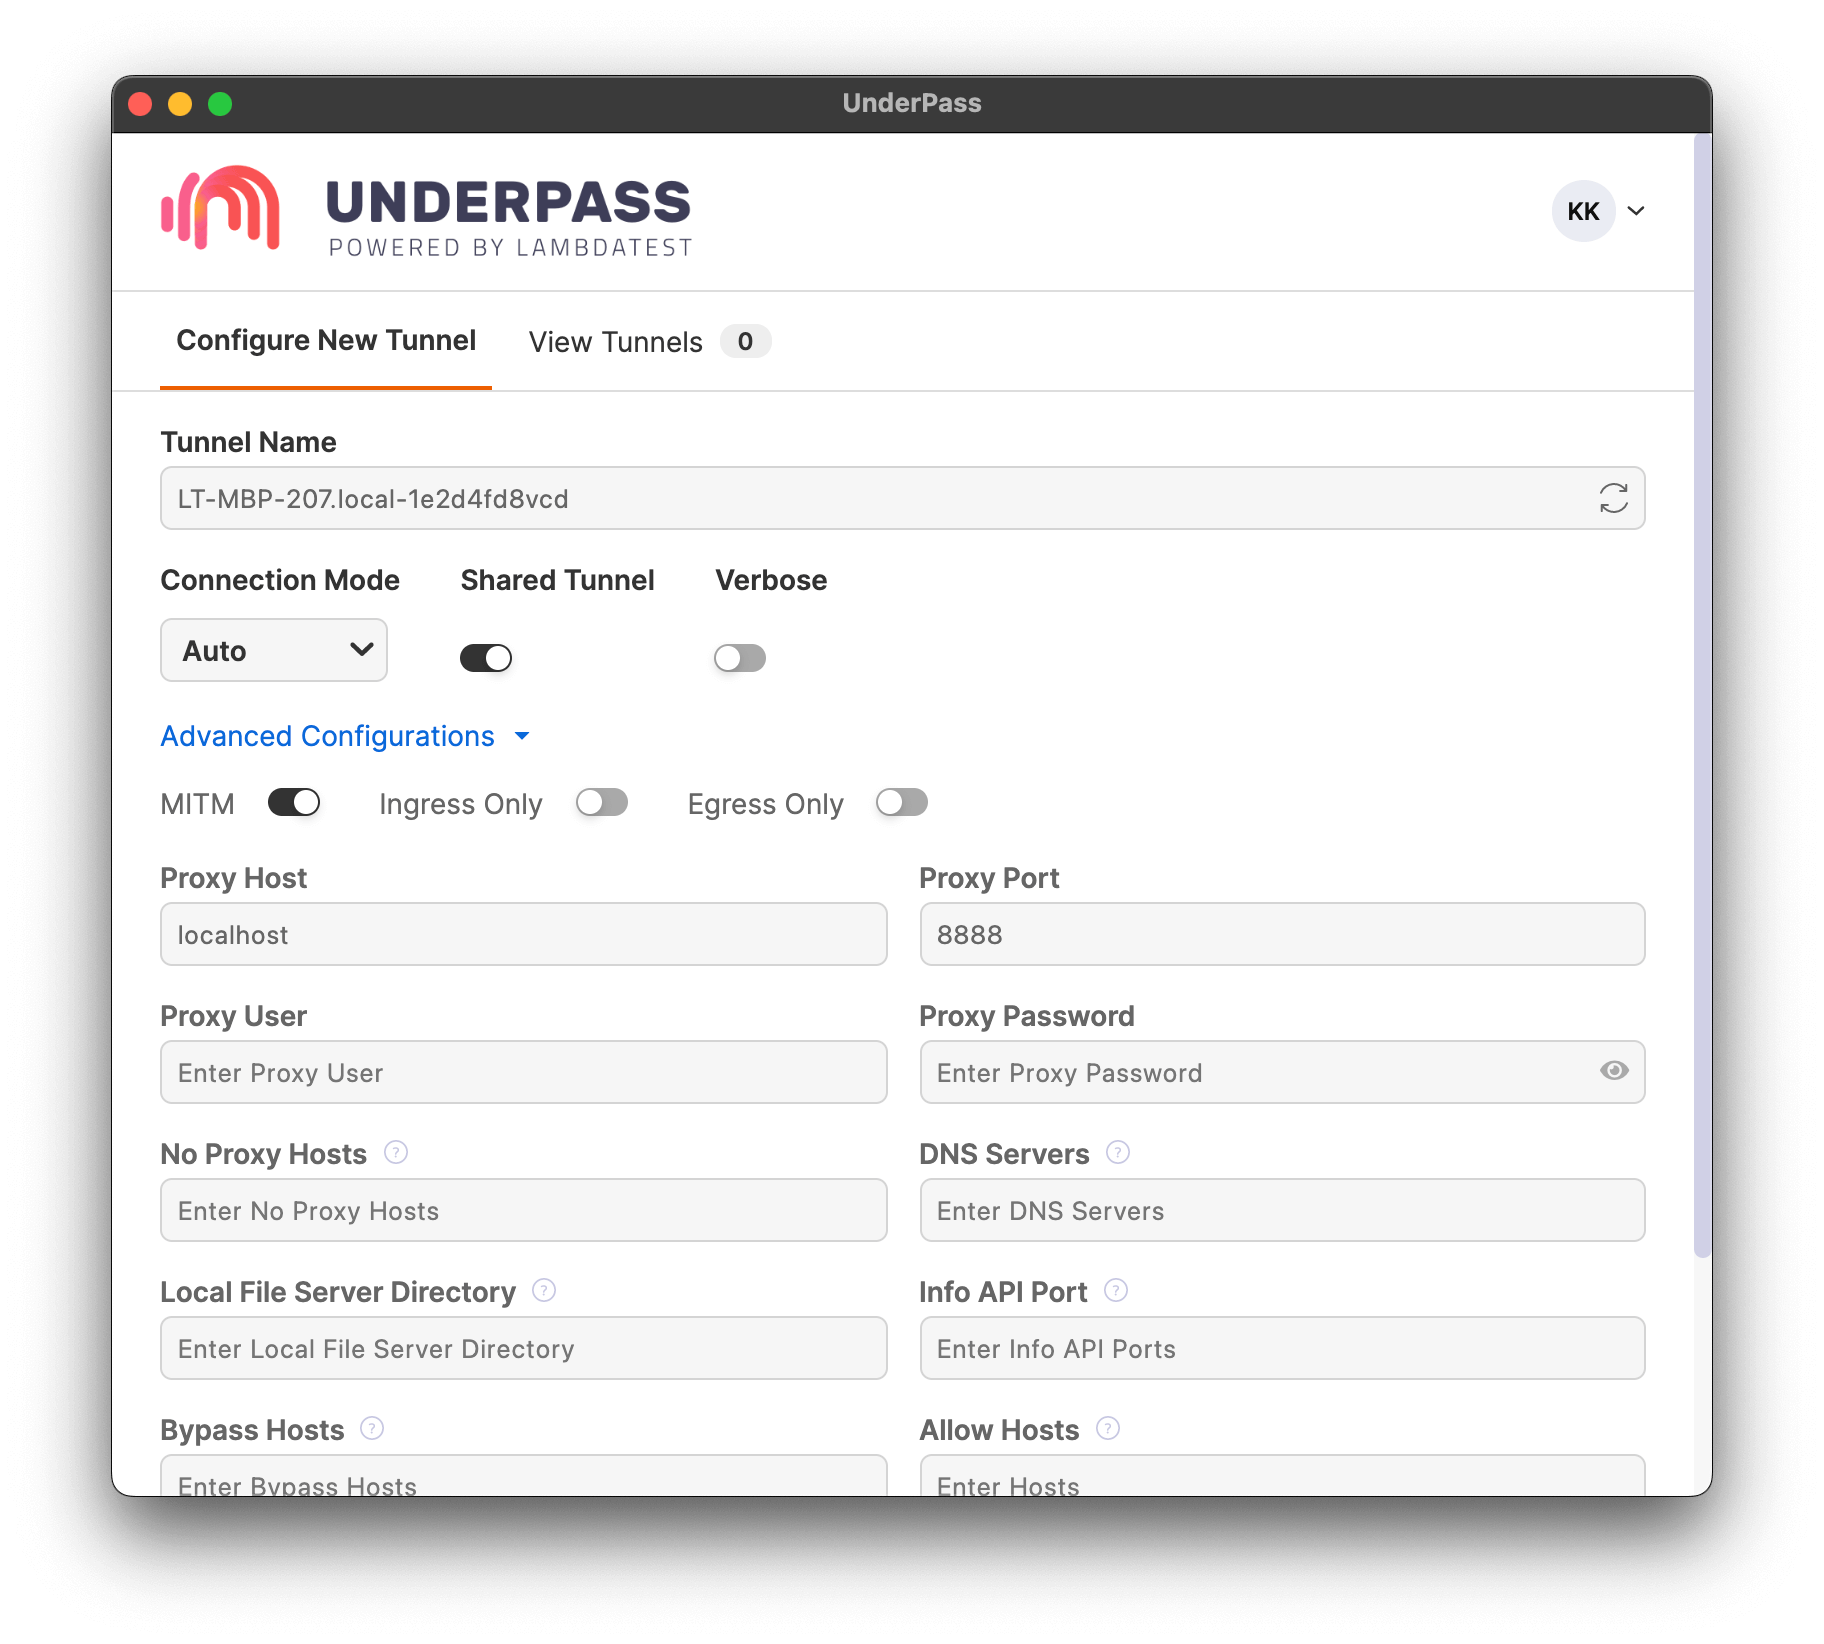 UnderPass
UNDERPASS
POWERED BY LAMBDATEST
KK
Configure New Tunnel View Tunnels 0
Tunnel Name
LT-MBP-207.local-1e2d4fd8vcd
Connection Mode Shared Tunnel Verbose
Auto
Advanced Configurations
MITM Ingress Only Egress Only
Proxy Host Proxy Port
localhost 8888
Proxy User Proxy Password
Enter Proxy User Enter Proxy Password
No Proxy Hosts ? DNS Servers ?
Enter No Proxy Hosts Enter DNS Servers
Local File Server Directory ? Info API Port ?
Enter Local File Server Directory Enter Info API Ports
Bypass Hosts ? Allow Hosts ?
Enter Bypass Hosts Enter Hosts